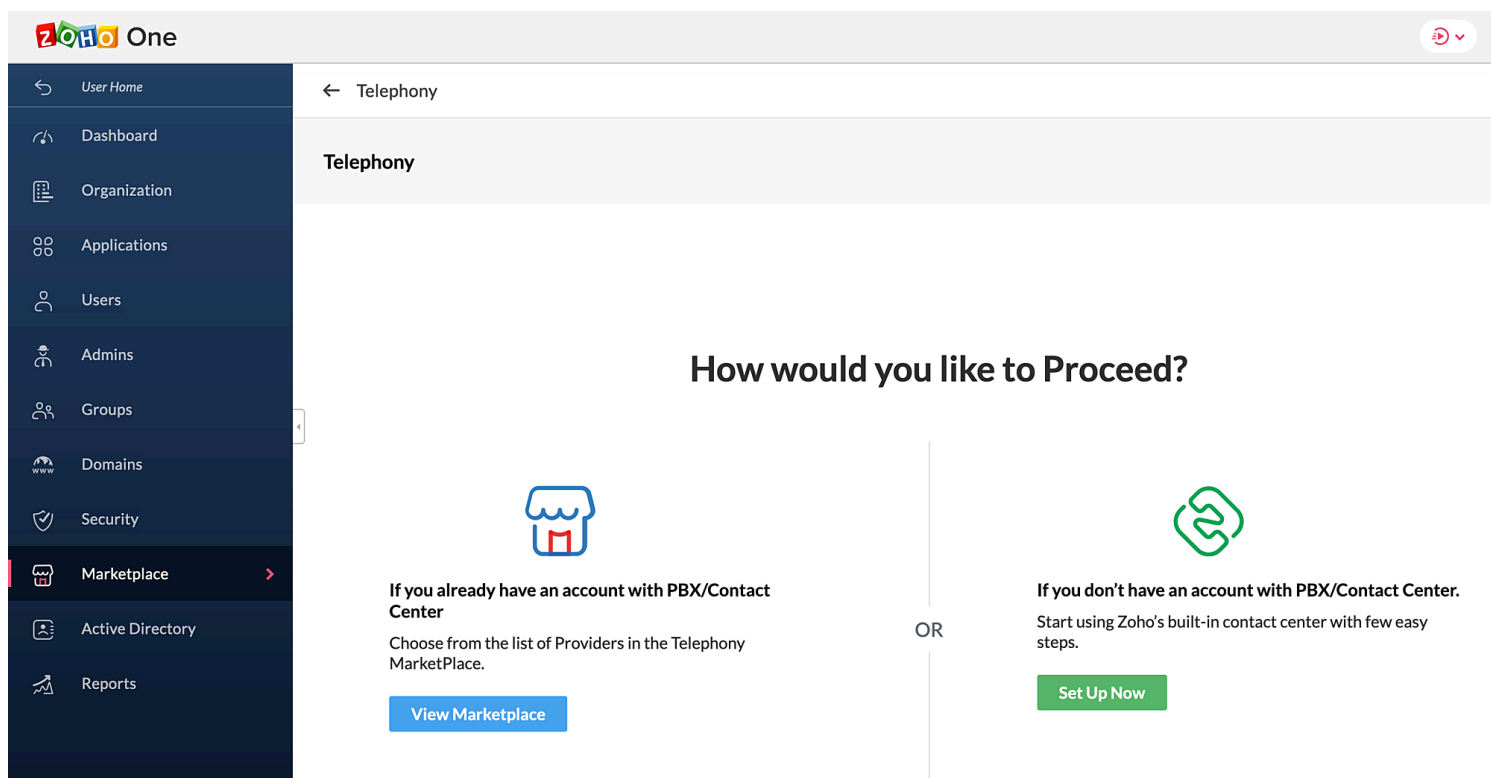 ZOHO One
User Home
Dashboard
Organization
Applications
Users
Admins
Groups
Domains
Security
Marketplace
Active Directory
Reports
← Telephony
Telephony
How would you like to Proceed?
If you already have an account with PBX/Contact
Center
Choose from the list of Providers in the Telephony
MarketPlace.
View Marketplace
OR
If you don’t have an account with PBX/Contact Center.
Start using Zoho’s built-in contact center with few easy
steps.
Set Up Now
www